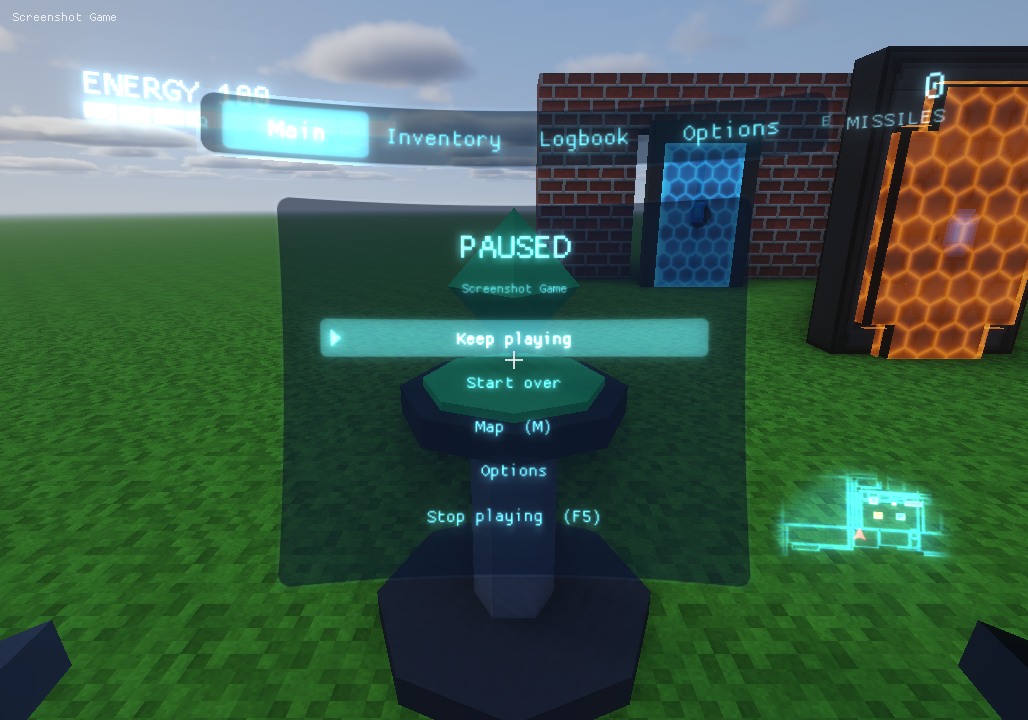 Screenshot Game
ENERGY 100
0
MISSILES
Main
Inventory
Logbook
Options
PAUSED
Screenshot Game
Keep playing
Start over
Map (M)
Options
Stop playing (F5)